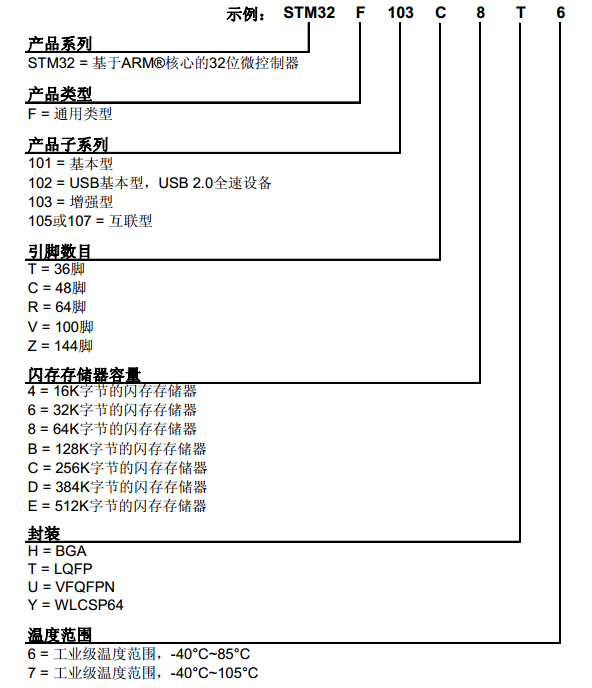 示例： STM32 F 103 C 8 T 6
产品系列
STM32 = 基于ARM®核心的32位微控制器
产品类型
F = 通用类型
产品子系列
101 = 基本型
102 = USB基本型，USB 2.0全速设备
103 = 增强型
105或107 = 互联型
引脚数目
T = 36脚
C = 48脚
R = 64脚
V = 100脚
Z = 144脚
闪存存储器容量
4 = 16K字节的闪存存储器
6 = 32K字节的闪存存储器
8 = 64K字节的闪存存储器
B = 128K字节的闪存存储器
C = 256K字节的闪存存储器
D = 384K字节的闪存存储器
E = 512K字节的闪存存储器
封装
H = BGA
T = LQFP
U = VFQFPN
Y = WLCSP64
温度范围
6 = 工业级温度范围，-40°C~85°C
7 = 工业级温度范围，-40°C~105°C